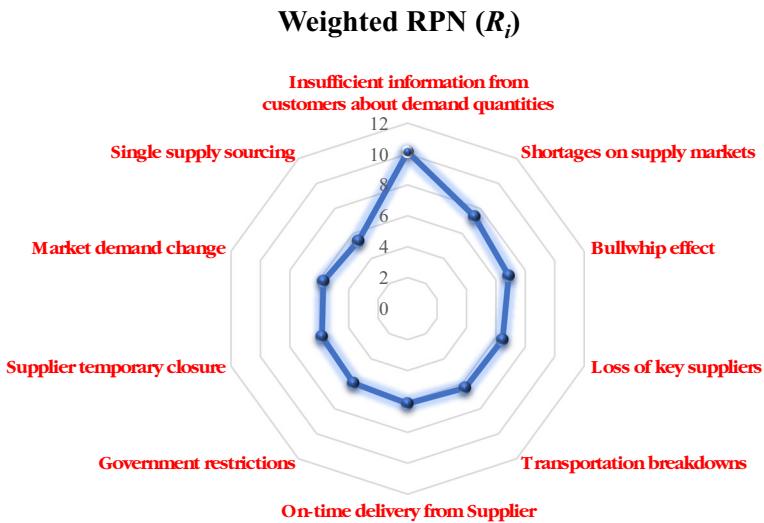 Weighted RPN (Ri)
Insufficient information from
customers about demand quantities
12
Single supply sourcing
Shortages on supply markets
10
8
6
Market demand change
Bullwhip effect
4
2
0
Supplier temporary closure
Loss of key suppliers
Government restrictions
Transportation breakdowns
On-time delivery from Supplier